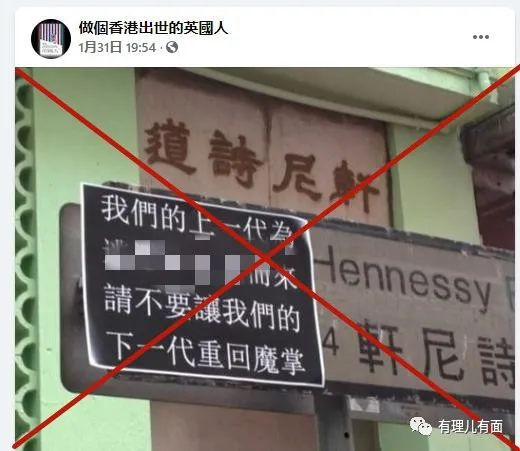 做個香港出世的英國人
1月31日 19:54
道詩尼軒
我們的上一代為
而來
請不要讓我們的
下一代重回魔掌
Hennessy
4 軒尼詩
有理儿有面